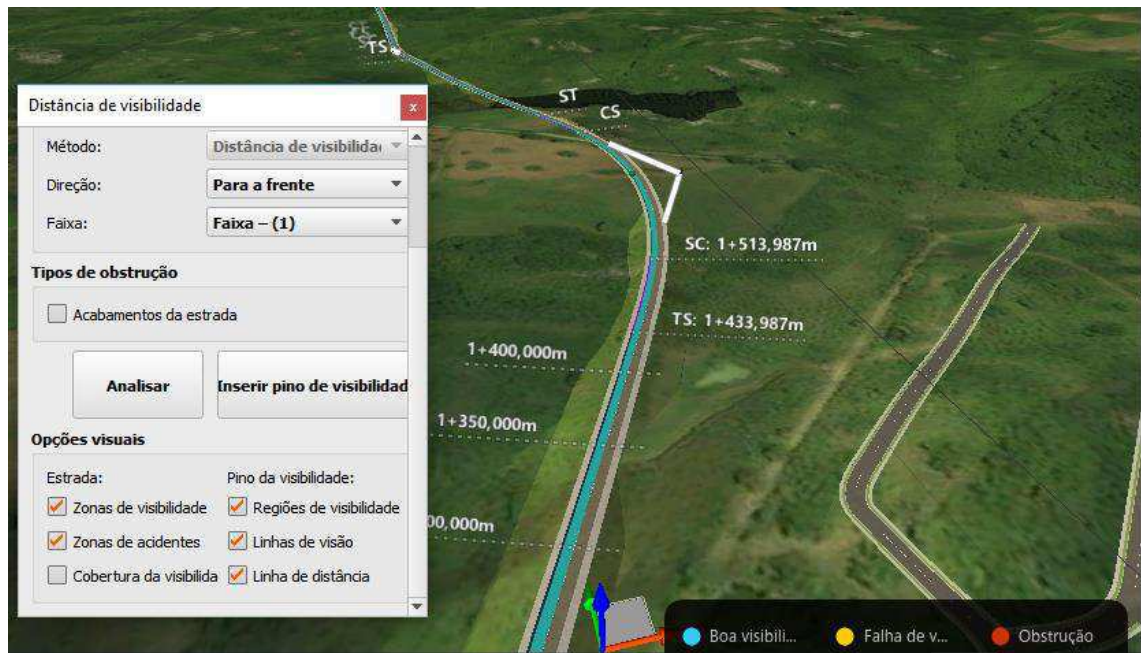 TS
ST
CS
Distância de visibilidade
x
Método:
Distância de visibilida
Direção:
Para a frente
Faixa:
Faixa – (1)
Tipos de obstrução
Acabamentos da estrada
Analisar
Inserir pino de visibilidad
Opções visuais
Estrada:
Pino da visibilidade:
Zonas de visibilidade
Regiões de visibilidade
Zonas de acidentes
Linhas de visão
Cobertura da visibilida
Linha de distância
SC: 1+513,987m
TS: 1+433,987m
1+400,000m
1+350,000m
00,000m
Boa visibili...
Falha de v...
Obstrução